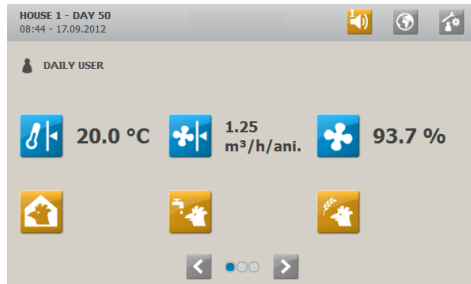 HOUSE 1 - DAY 50
08:44 - 17.09.2012
1
DAILY USER
20.0 °C
1.25
m³/h/ani.
93.7 %